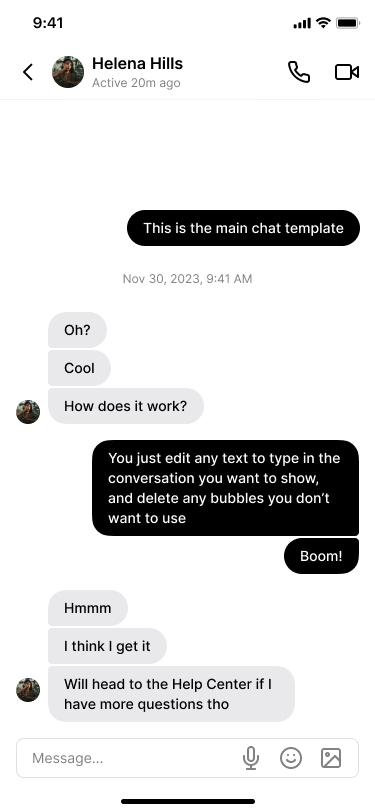 9:41
Helena Hills
Active 20m ago
This is the main chat template
Nov 30, 2023, 9:41 AM
Oh?
Cool
How does it work?
You just edit any text to type in the
conversation you want to show,
and delete any bubbles you don’t
want to use
Boom!
Hmmm
I think I get it
Will head to the Help Center if I
have more questions tho
Message...